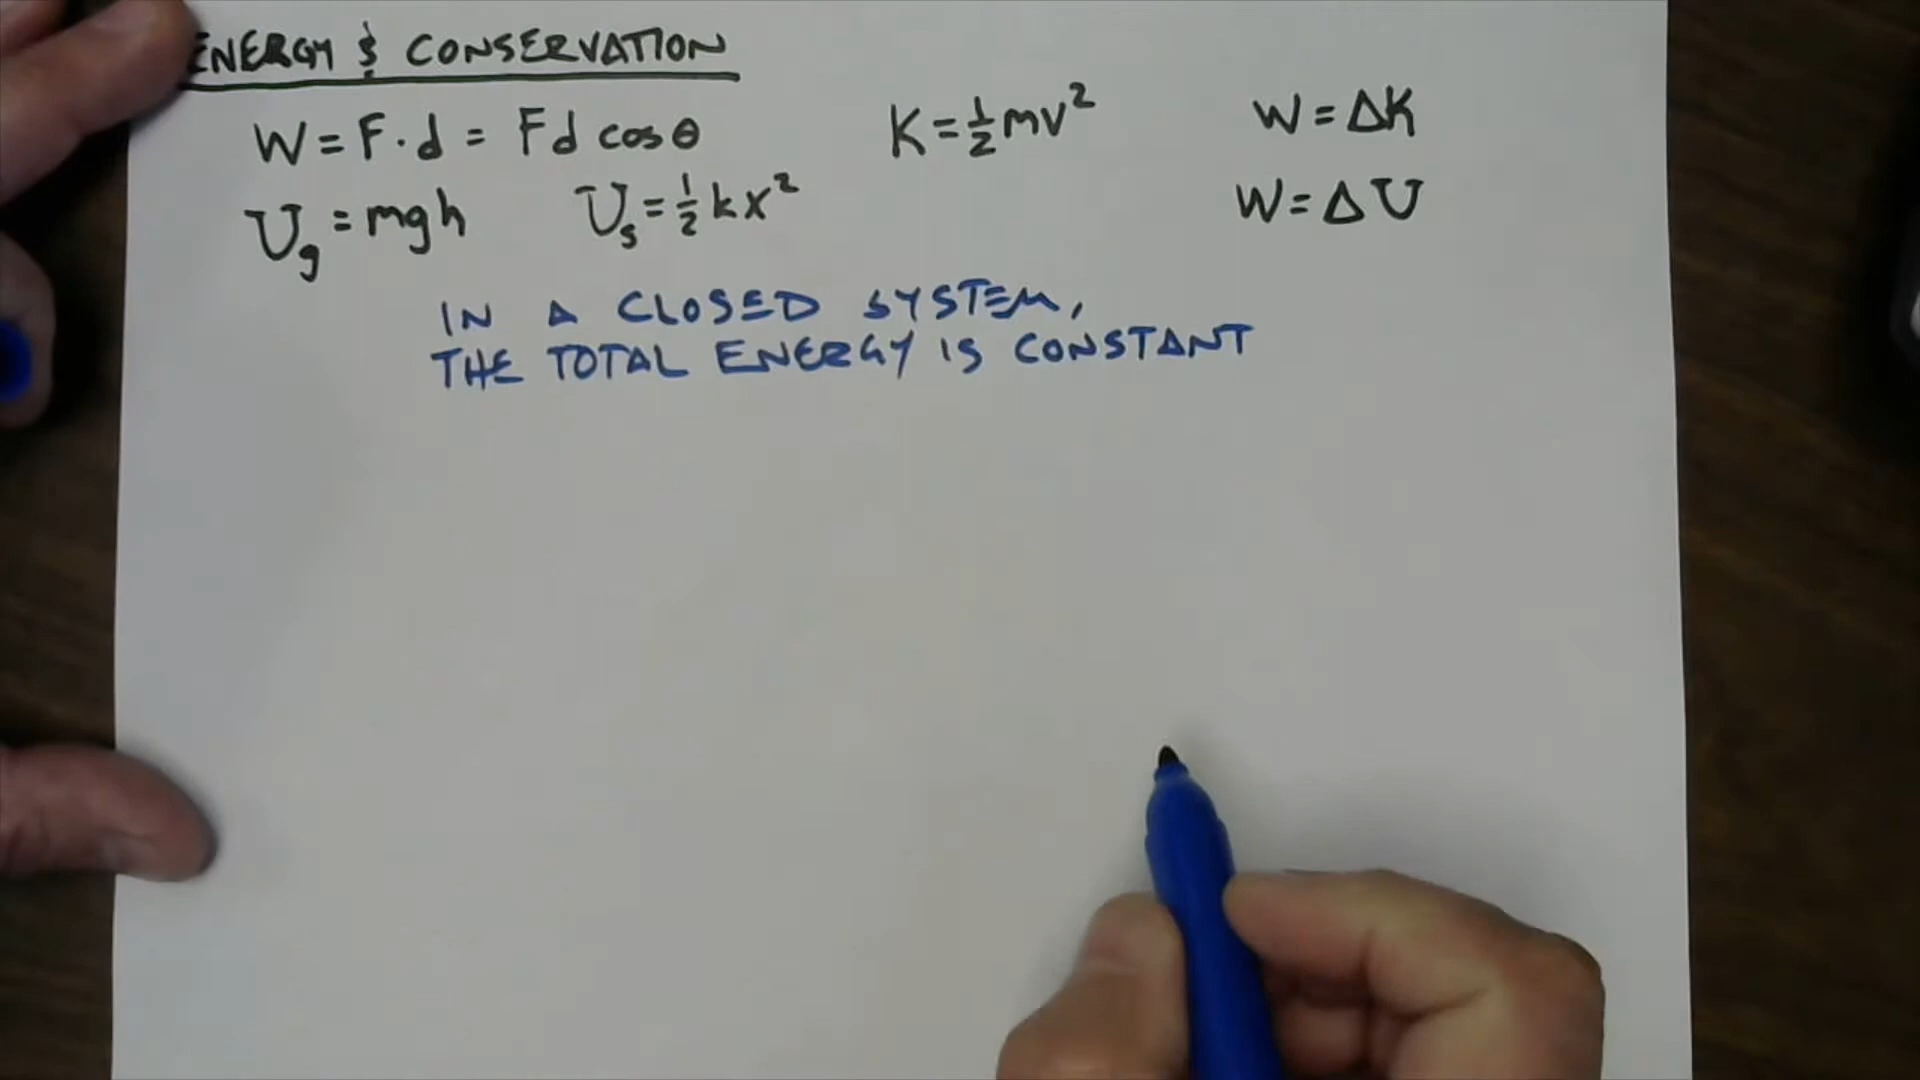 ENERGY & CONSERVATION
W = F · d = Fd cos θ K = ½mv² W = ΔK
U_g = mgh U_s = ½kx² W = ΔU
IN A CLOSED SYSTEM,
THE TOTAL ENERGY IS CONSTANT